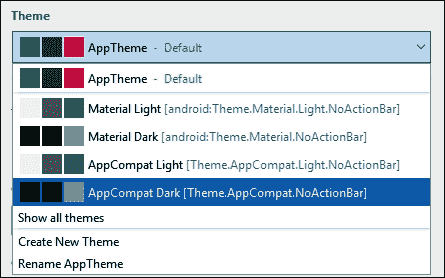 Theme
AppTheme - Default
AppTheme - Default
Material Light [android:Theme.Material.Light.NoActionBar]
Material Dark [android:Theme.Material.NoActionBar]
AppCompat Light [Theme.AppCompat.Light.NoActionBar]
AppCompat Dark [Theme.AppCompat.NoActionBar]
Show all themes
Create New Theme
Rename AppTheme